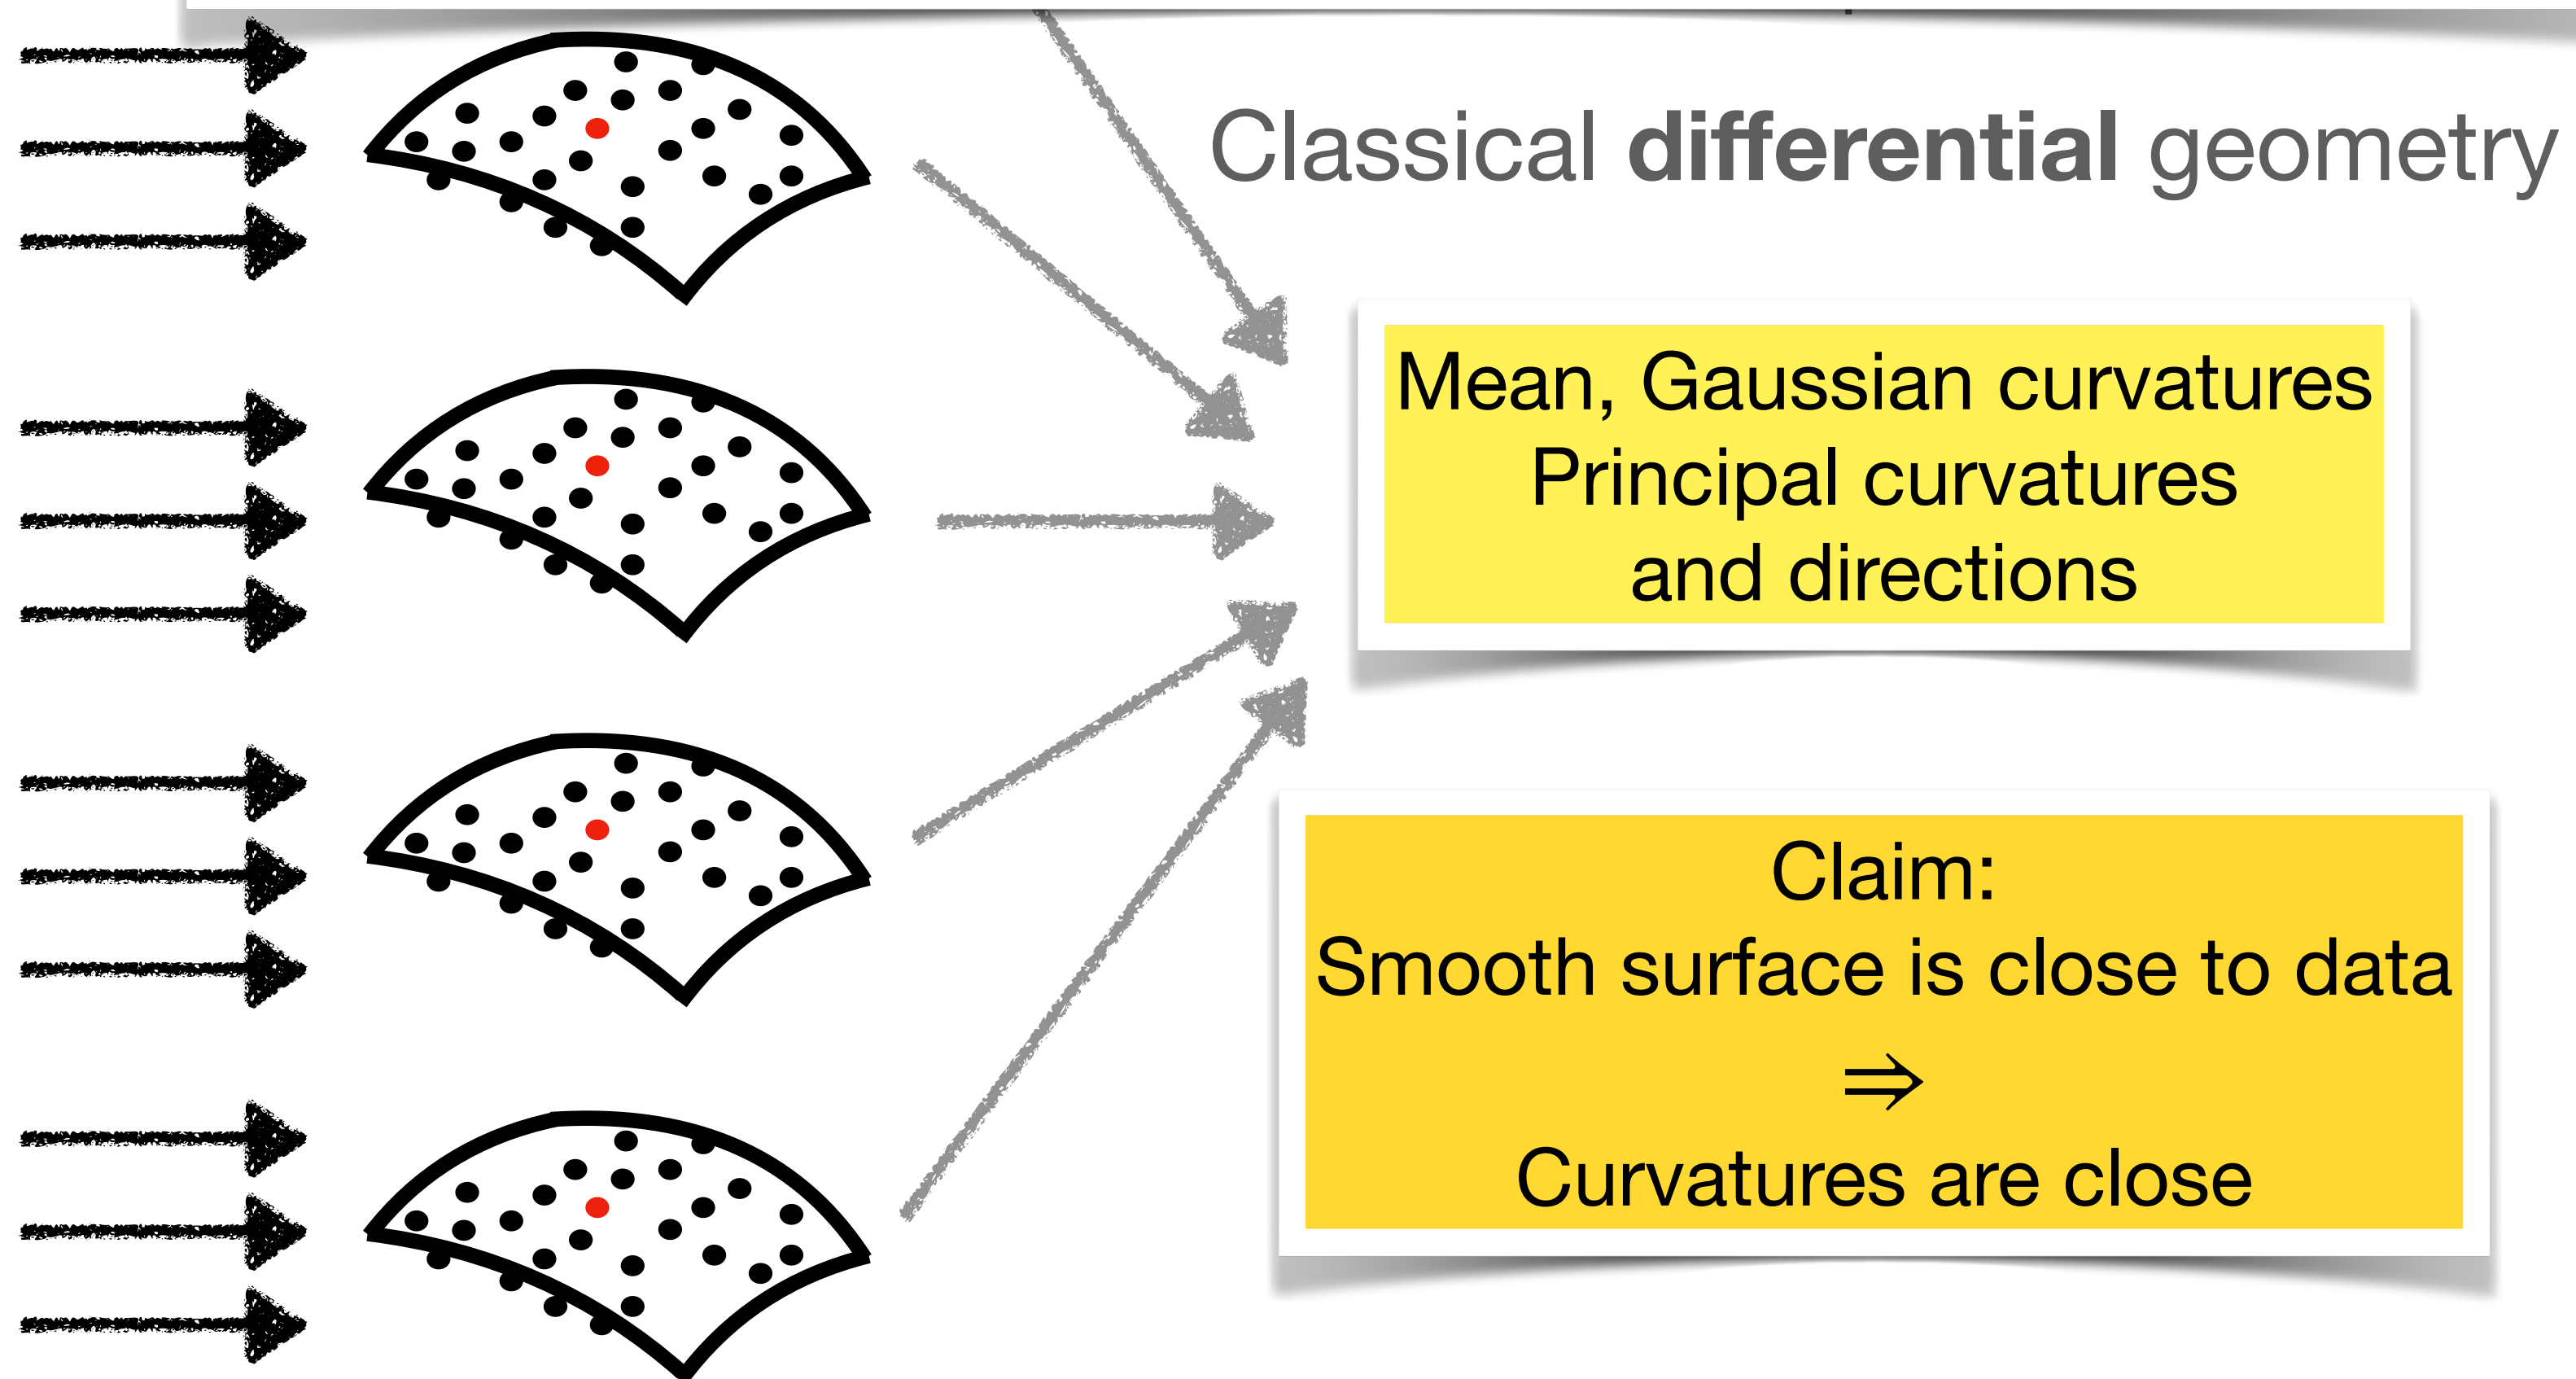 Classical differential geometry
Mean, Gaussian curvatures
Principal curvatures
and directions
Claim:
Smooth surface is close to data
⇒
Curvatures are close